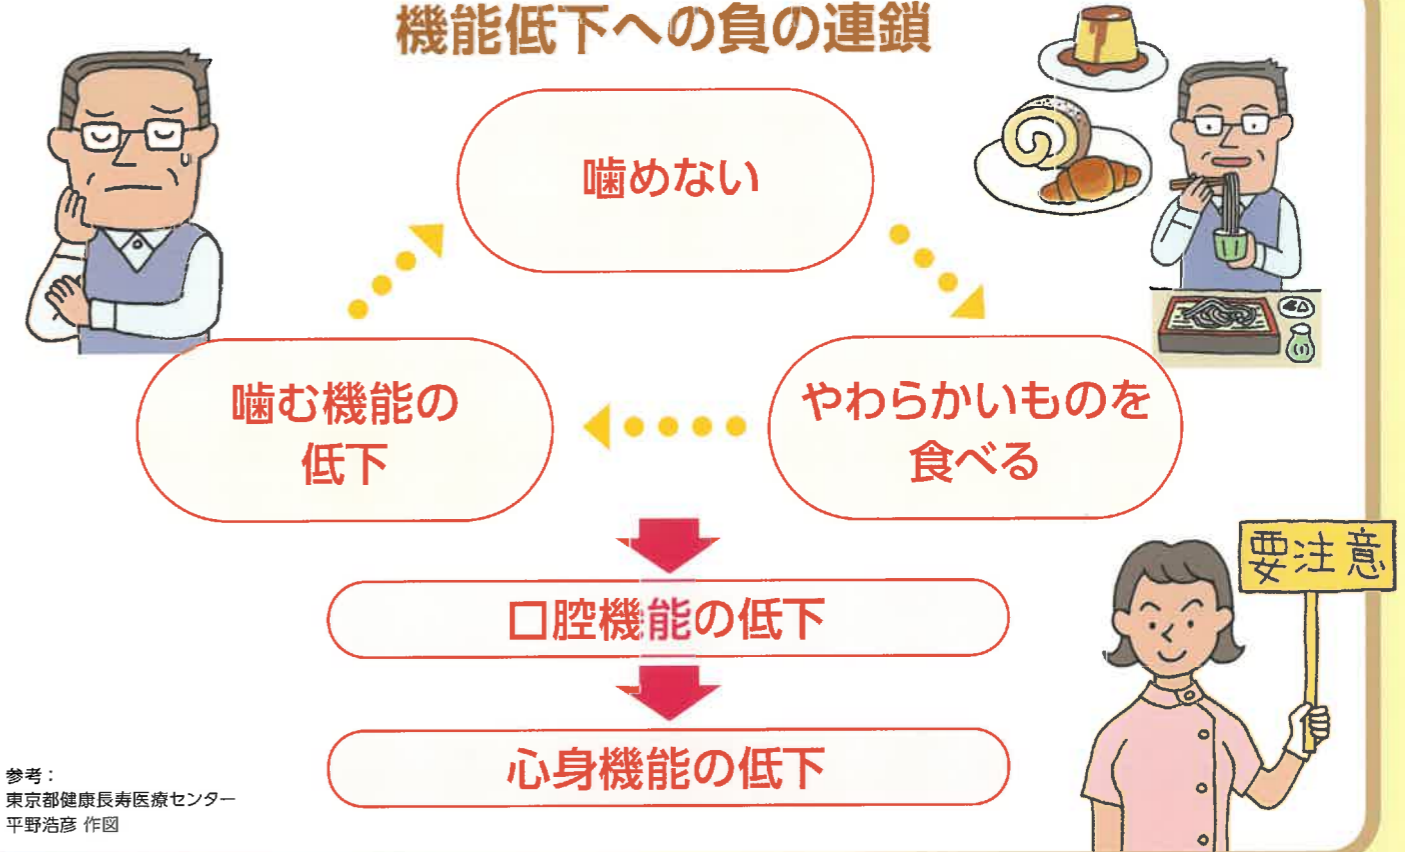 機能低下への負の連鎖
噛めない
やわらかいものを
食べる
噛む機能の
低下
口腔機能の低下
心身機能の低下
要注意
参考：
東京都健康長寿医療センター
平野浩彦 作図